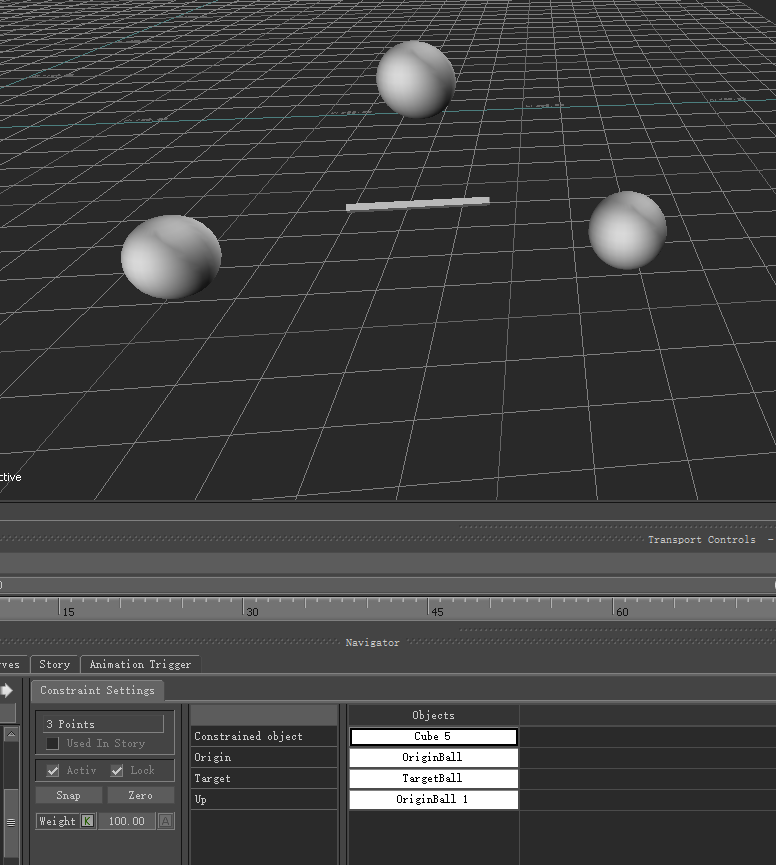 ctive
Transport Controls -
0
15 30 45 60
Navigator
rves Story Animation Trigger
Constraint Settings
Objects
3 Points
Used In Story
Activ Lock
Snap Zero
Weight K 100.00 A
Constrained object Cube 5
Origin OriginBall
Target TargetBall
Up OriginBall 1